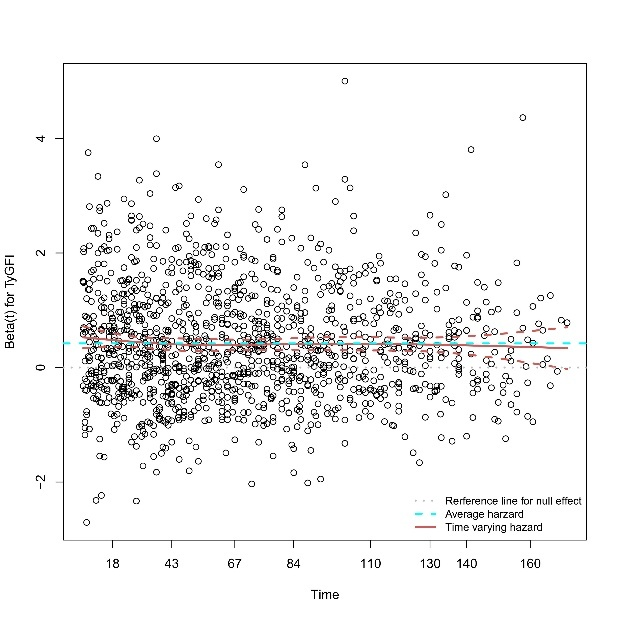 4
2
0
−2
Beta(t) for TyGFI
Rerference line for null effect
Average harzard
Time varying hazard
18 43 67 84 110 130 140 160
Time